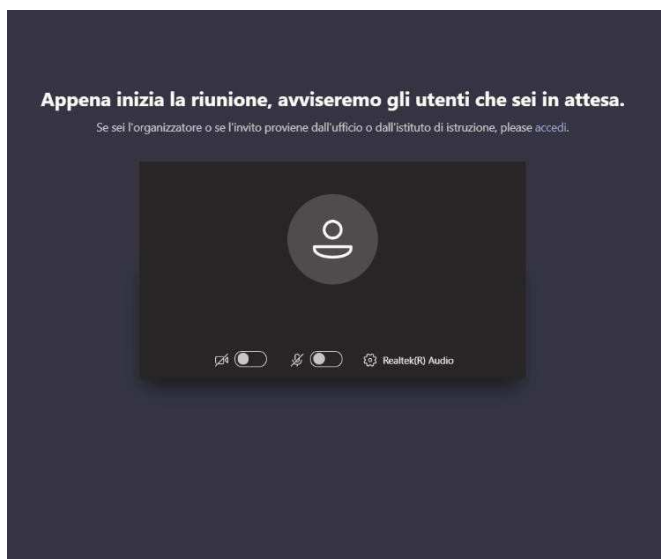 Appena inizia la riunione, avviseremo gli utenti che sei in attesa.
Se sei l'organizzatore o se l'invito proviene dall'ufficio o dall'istituto di istruzione, please accedi.
Realtek(R) Audio